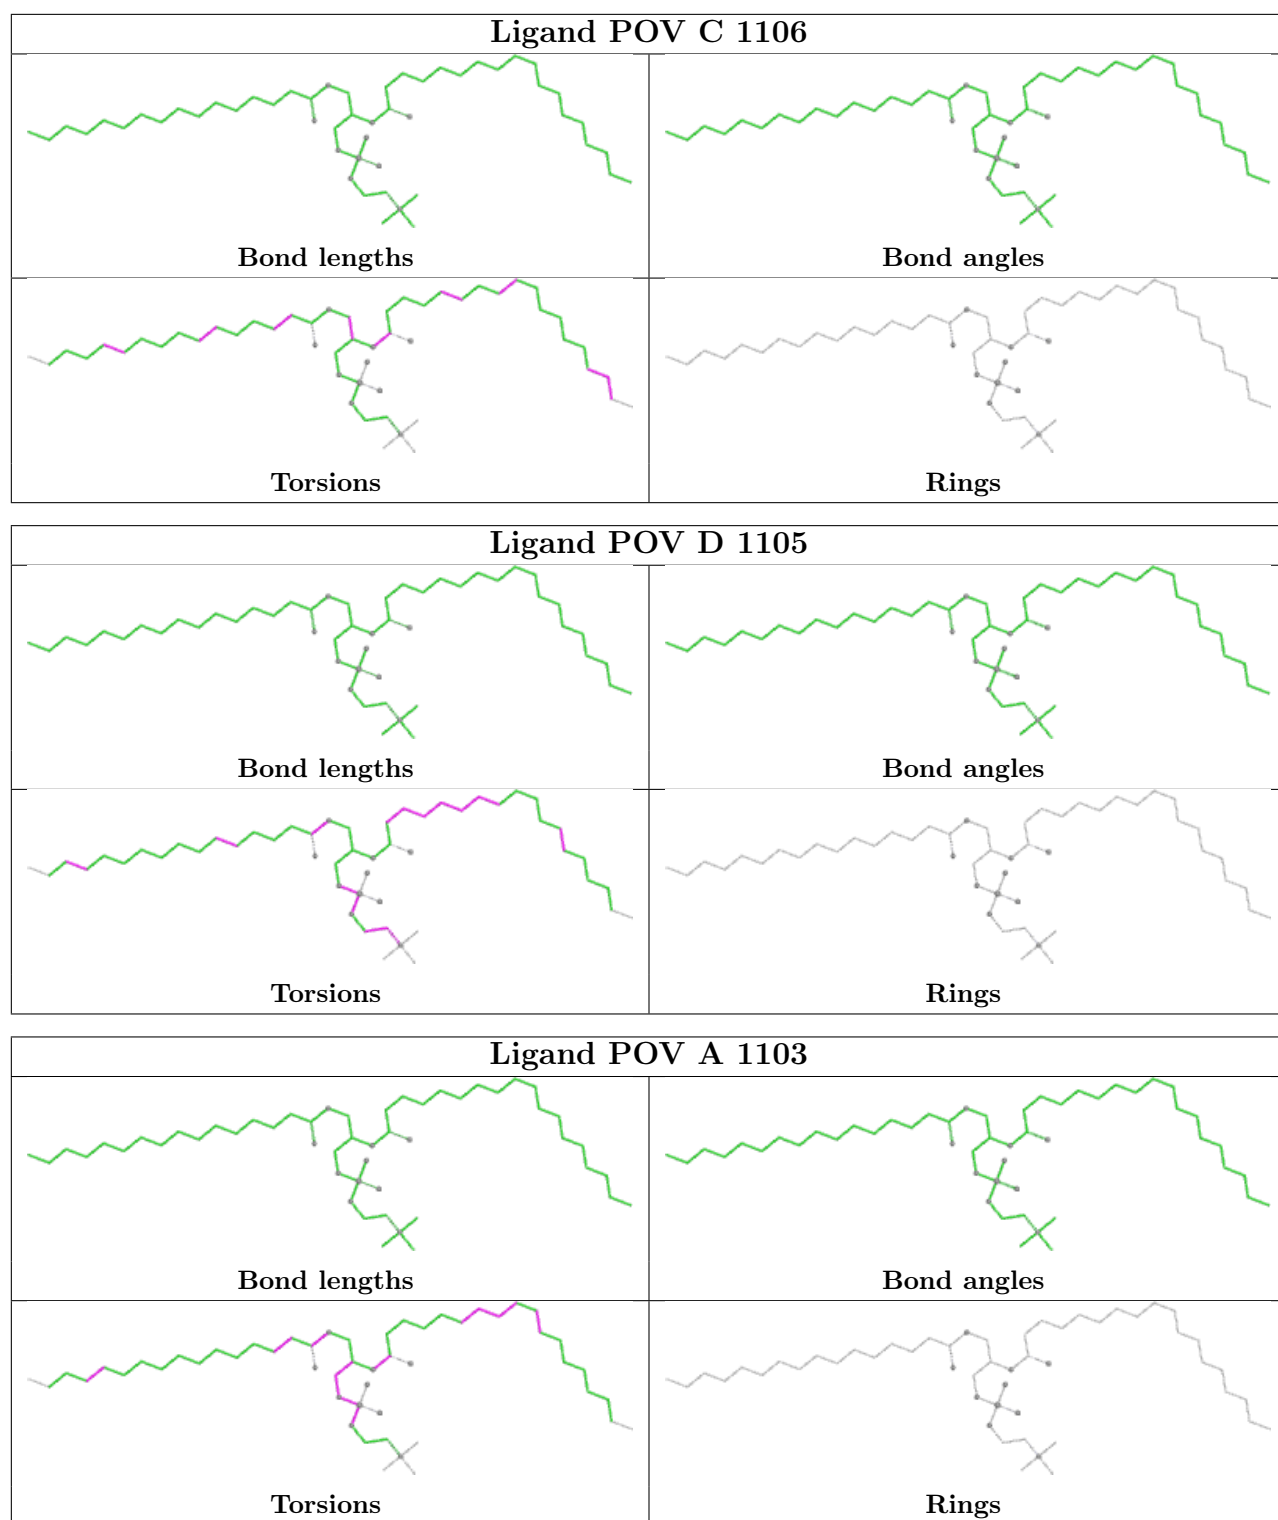 Ligand POV C 1106
Bond lengths
Bond angles
Torsions
Rings
Ligand POV D 1105
Bond lengths
Bond angles
Torsions
Rings
Ligand POV A 1103
Bond lengths
Bond angles
Torsions
Rings